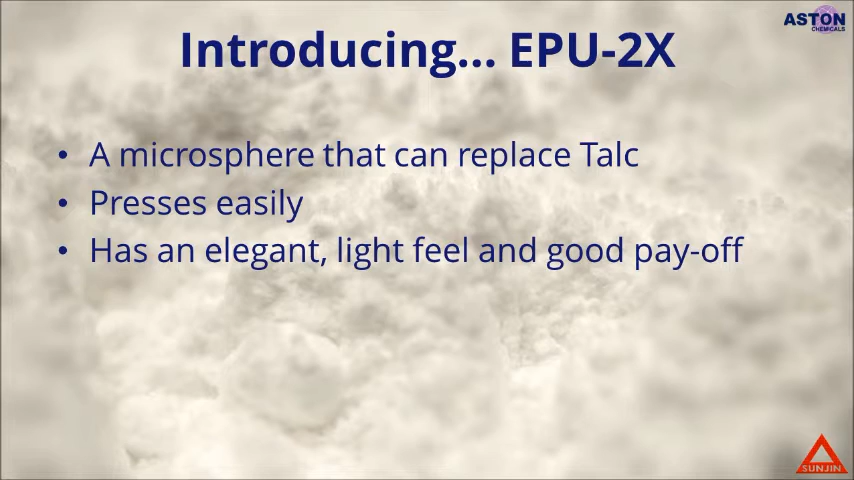 ASTON
CHEMICALS
Introducing... EPU-2X
• A microsphere that can replace Talc
• Presses easily
• Has an elegant, light feel and good pay-off
SUNJIN